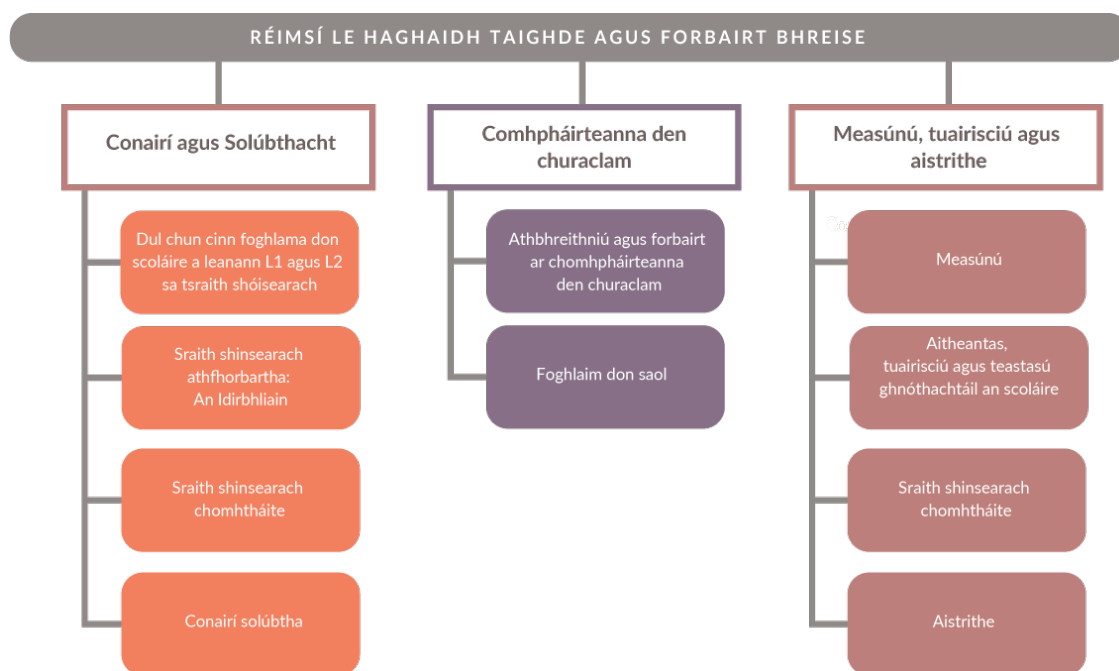 RÉIMSÍ LE HAGHAIDH TAIGHDE AGUS FORBAIRT BHREISE
Conairí agus Solúbthacht
Dul chun cinn foghlama don
scoláire a leanann L1 agus L2
sa tsraith shóisearach
Sraith shinsearach
athfhorbartha:
An Idirbhliain
Sraith shinsearach
chomhtháite
Conairí solúbtha
Comhpháirteanna den
churaclam
Athbhreithniú agus forbairt
ar chomhpháirteanna
den churaclam
Foghlaim don saol
Measúnú, tuairisciú agus
aistrithe
Measúnú
Aitheantas,
tuairisciú agus teastasú
ghnóthachtáil an scoláire
Sraith shinsearach
chomhtháite
Aistrithe